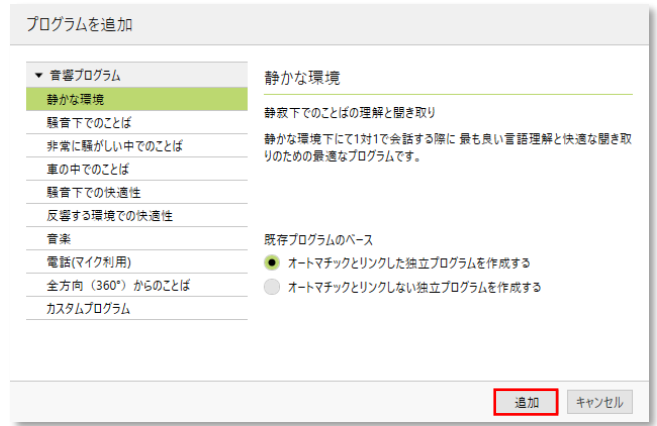 プログラムを追加
▼ 音響プログラム
静かな環境
騒音下でのことば
非常に騒がしい中でのことば
車の中でのことば
騒音下での快適性
反響する環境での快適性
音楽
電話(マイク利用)
全方向（360°）からのことば
カスタムプログラム
静かな環境
静寂下でのことばの理解と聞き取り
静かな環境下にて1対1で会話する際に 最も良い言語理解と快適な聞き取
りのための最適なプログラムです。
既存プログラムのベース
オートマチックとリンクした独立プログラムを作成する
オートマチックとリンクしない独立プログラムを作成する
追加
キャンセル